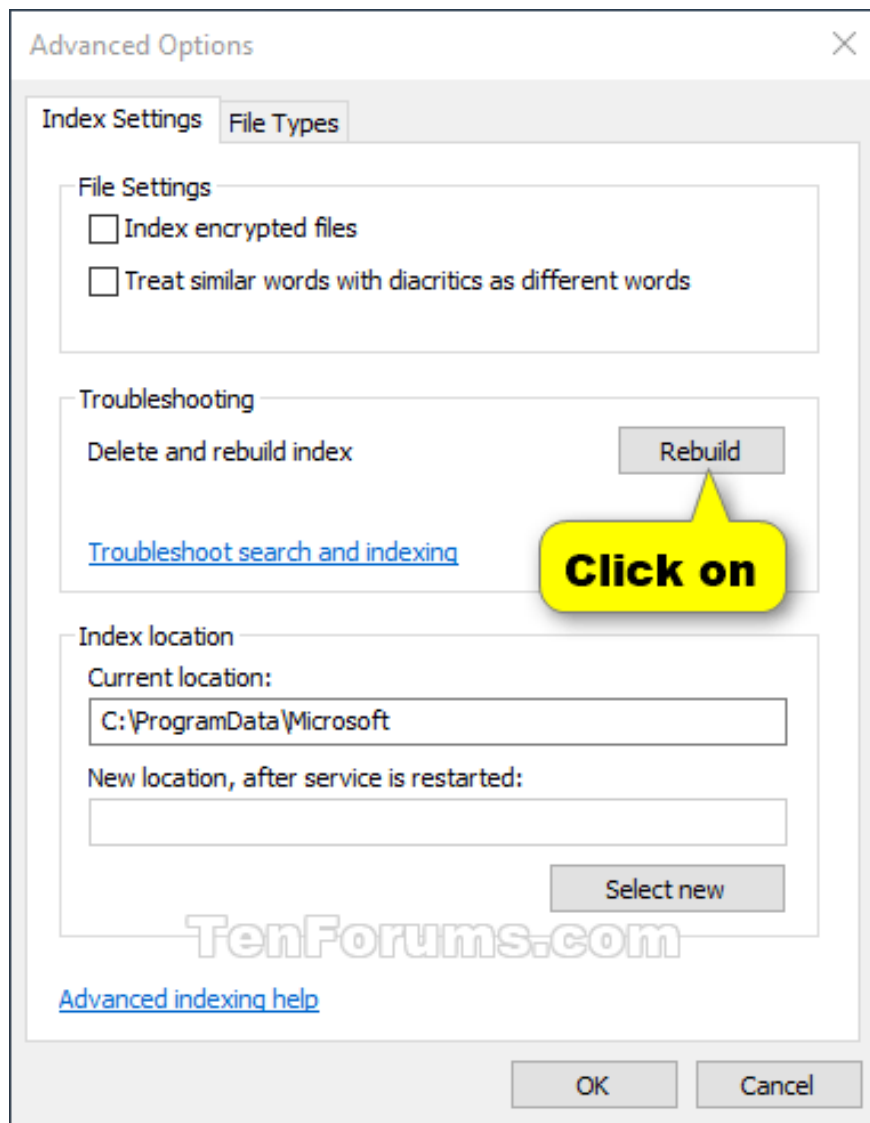 Advanced Options
Index Settings
File Types
File Settings
Index encrypted files
Treat similar words with diacritics as different words
Troubleshooting
Delete and rebuild index
Rebuild
Click on
Troubleshoot search and indexing
Index location
Current location:
C:\ProgramData\Microsoft
New location, after service is restarted:
Select new
TenForums.com
Advanced indexing help
OK
Cancel